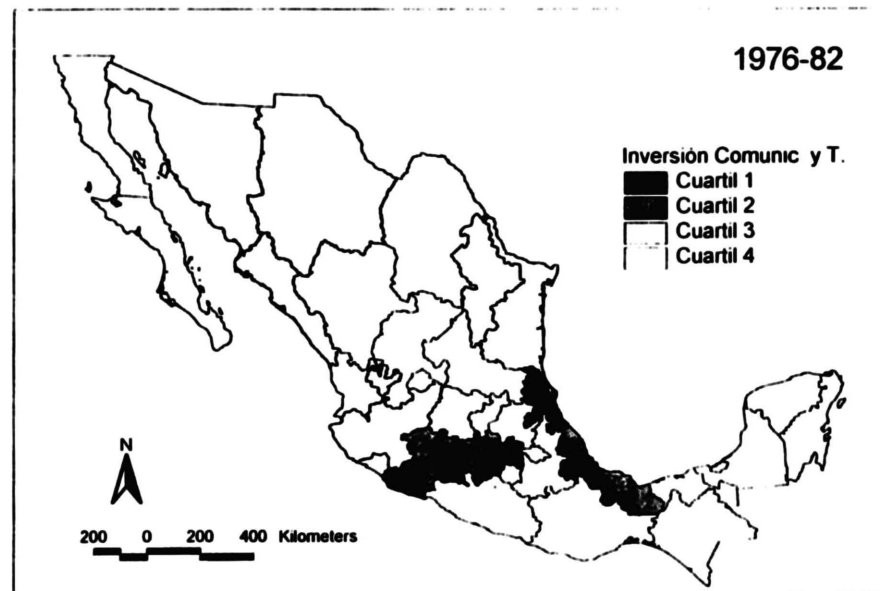 1976-82
Inversión Comunic y T.
Cuartil 1
Cuartil 2
Cuartil 3
Cuartil 4
N
200 0 200 400 Kilometers